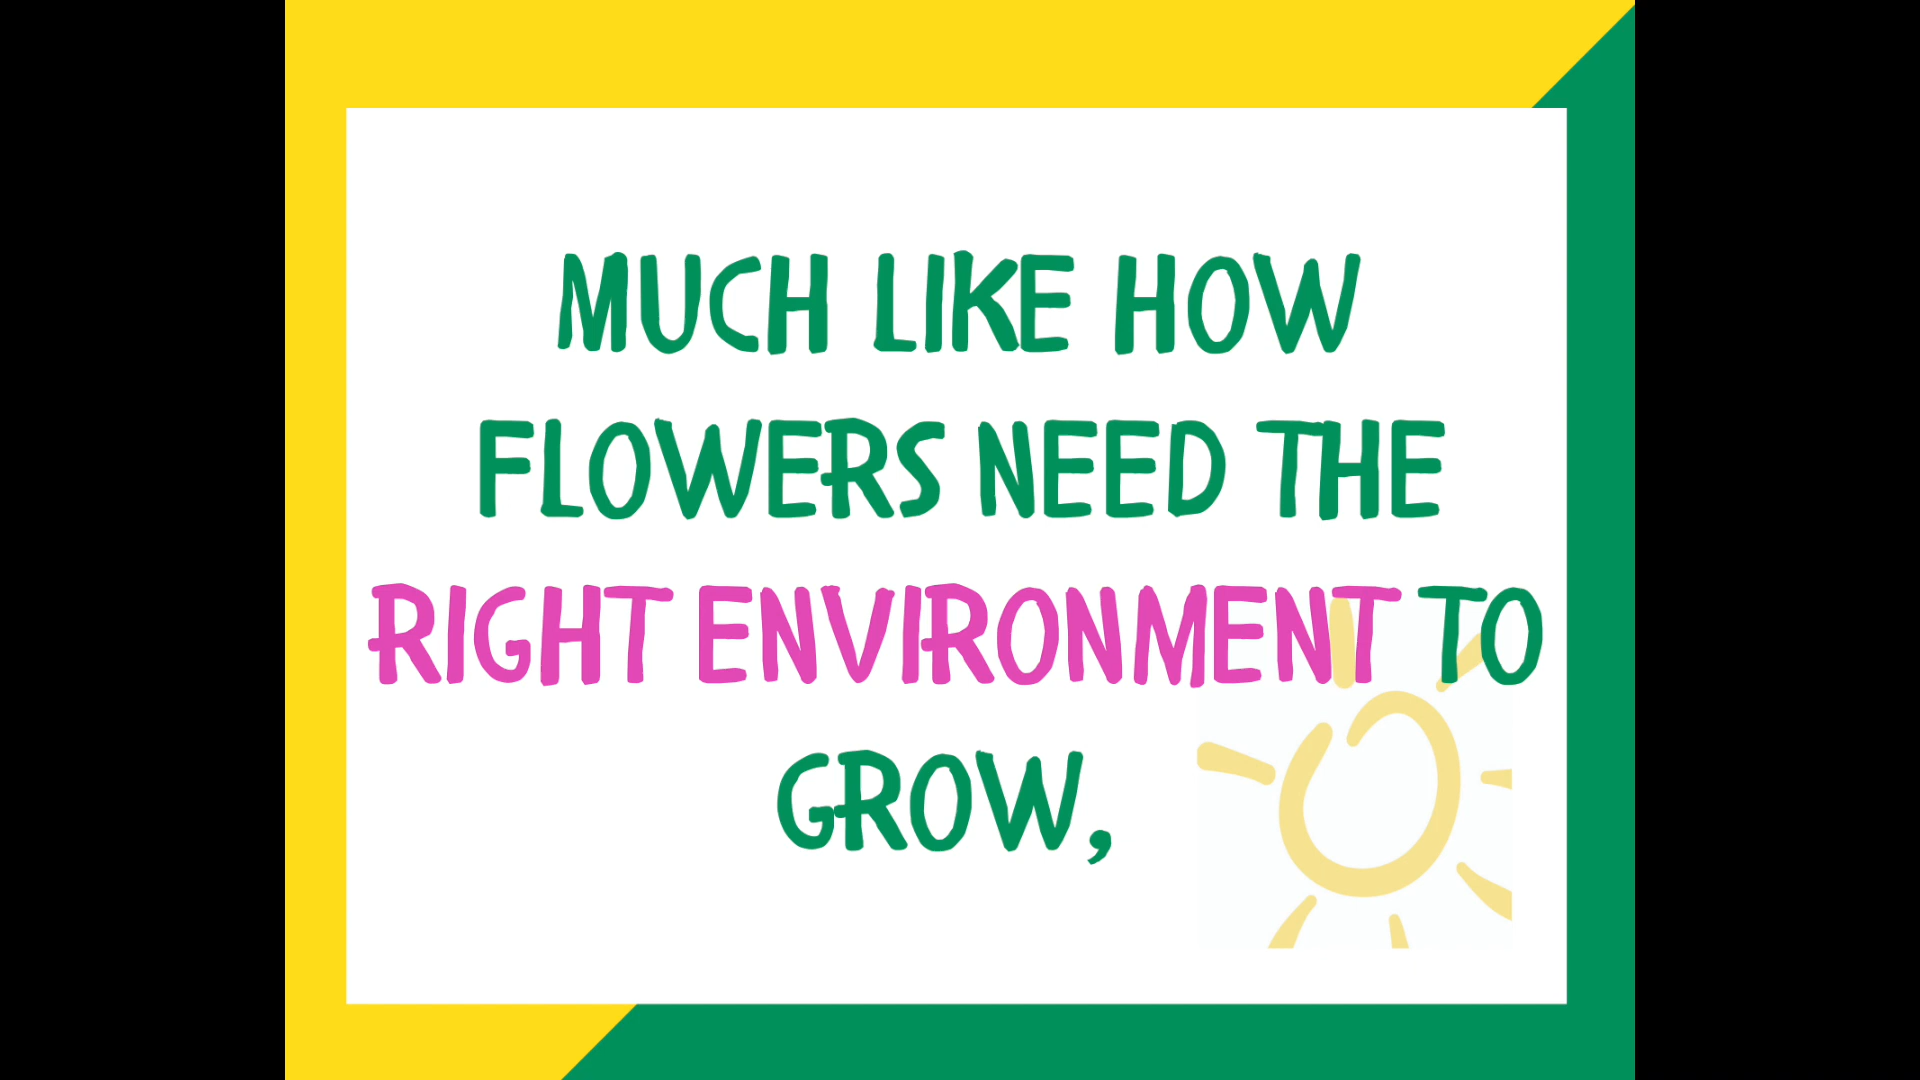 MUCH LIKE HOW
FLOWERS NEED THE
RIGHT ENVIRONMENT TO
GROW,